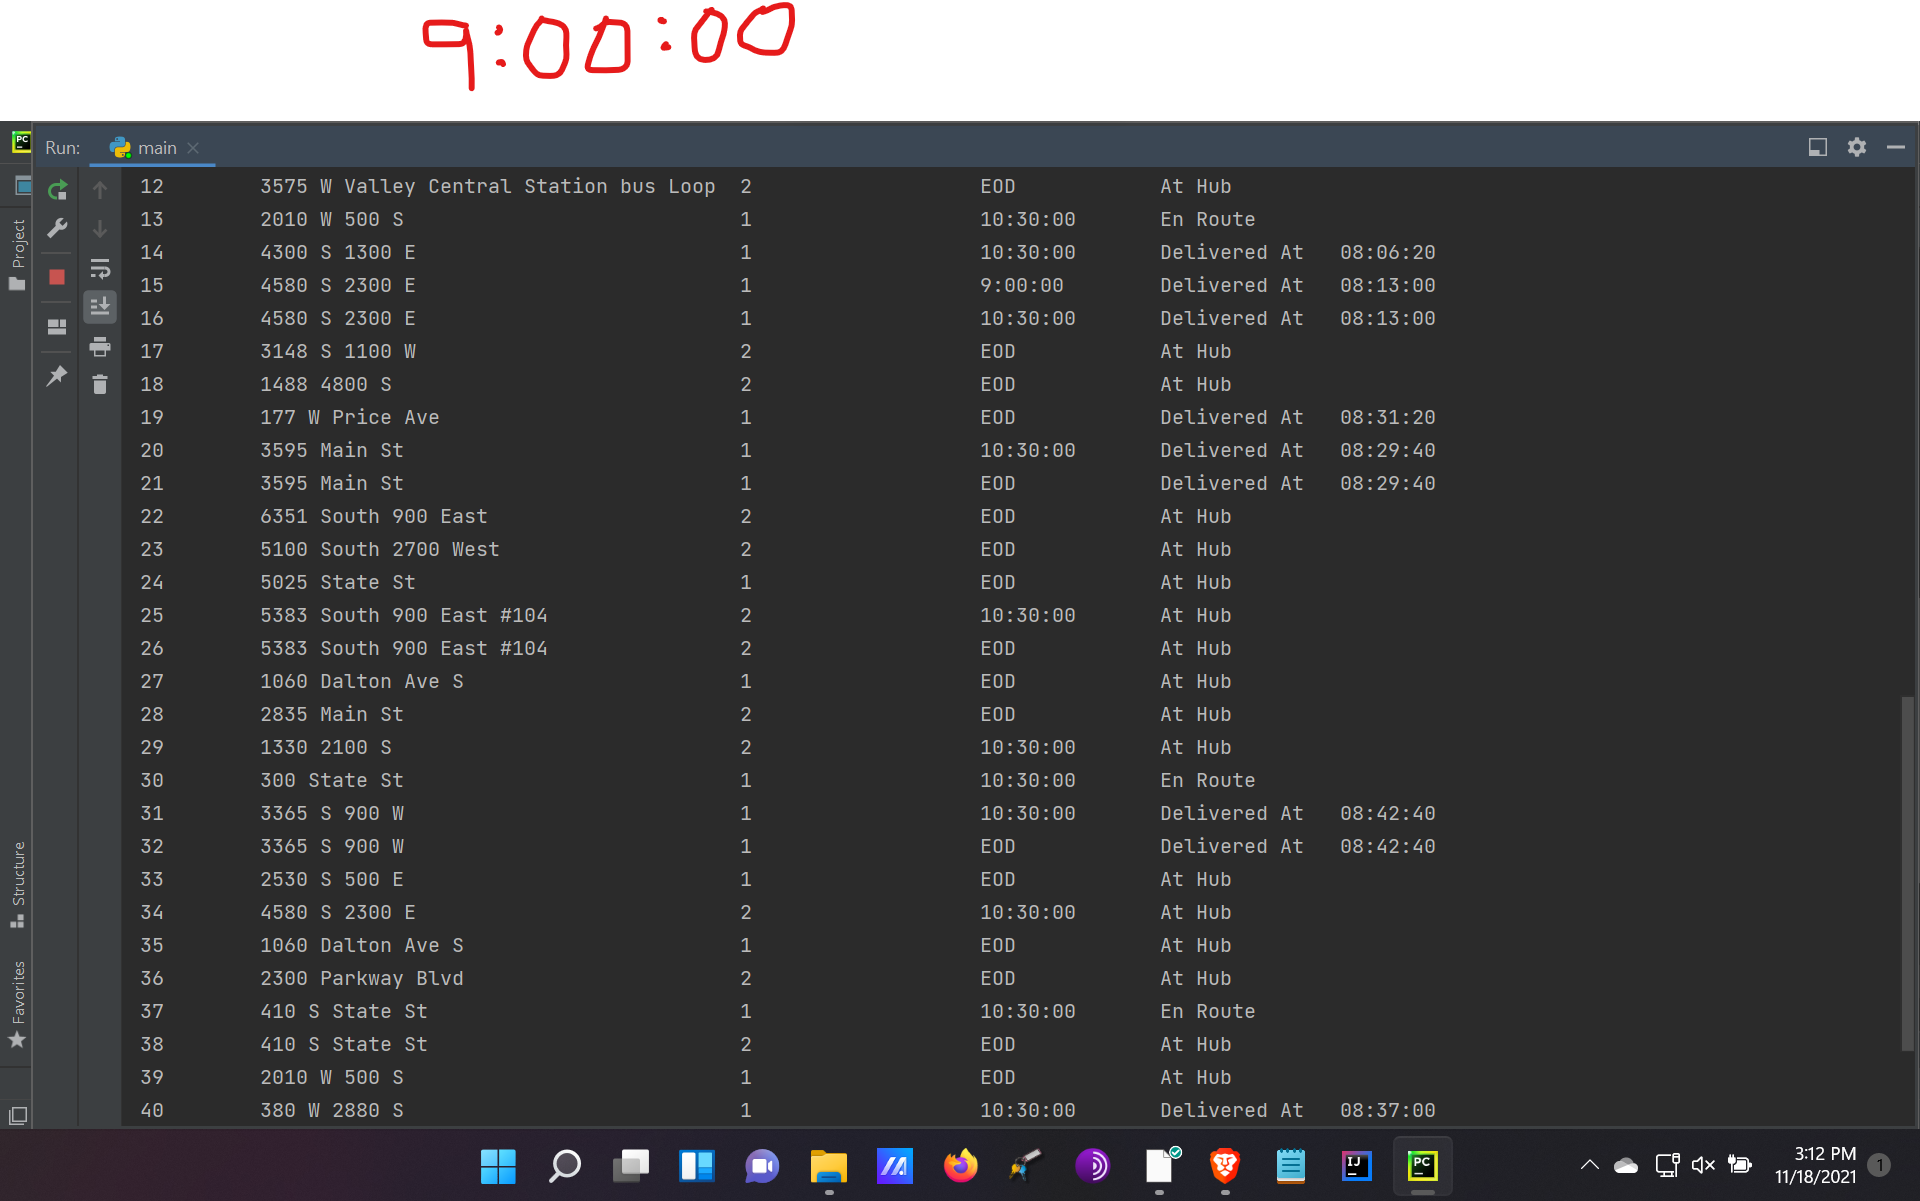 9:00:00
Run: main
12 3575 W Valley Central Station bus Loop 2 EOD At Hub
13 2010 W 500 S 1 10:30:00 En Route
14 4300 S 1300 E 1 10:30:00 Delivered At 08:06:20
15 4580 S 2300 E 1 9:00:00 Delivered At 08:13:00
16 4580 S 2300 E 1 10:30:00 Delivered At 08:13:00
17 3148 S 1100 W 2 EOD At Hub
18 1488 4800 S 2 EOD At Hub
19 177 W Price Ave 1 EOD Delivered At 08:31:20
20 3595 Main St 1 10:30:00 Delivered At 08:29:40
21 3595 Main St 1 EOD Delivered At 08:29:40
22 6351 South 900 East 2 EOD At Hub
23 5100 South 2700 West 2 EOD At Hub
24 5025 State St 1 EOD At Hub
25 5383 South 900 East #104 2 10:30:00 At Hub
26 5383 South 900 East #104 2 EOD At Hub
27 1060 Dalton Ave S 1 EOD At Hub
28 2835 Main St 2 EOD At Hub
29 1330 2100 S 2 10:30:00 At Hub
30 300 State St 1 10:30:00 En Route
31 3365 S 900 W 1 10:30:00 Delivered At 08:42:40
32 3365 S 900 W 1 EOD Delivered At 08:42:40
33 2530 S 500 E 1 EOD At Hub
34 4580 S 2300 E 2 10:30:00 At Hub
35 1060 Dalton Ave S 1 EOD At Hub
36 2300 Parkway Blvd 2 EOD At Hub
37 410 S State St 1 10:30:00 En Route
38 410 S State St 2 EOD At Hub
39 2010 W 500 S 1 EOD At Hub
40 380 W 2880 S 1 10:30:00 Delivered At 08:37:00
PC
Project
Structure
Favorites
IJ
PC
3:12 PM
11/18/2021
1